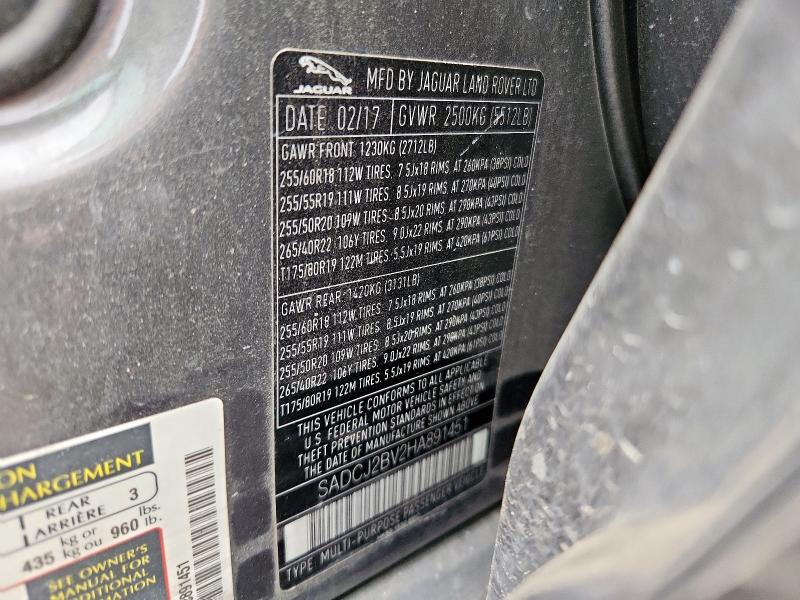 JAGUAR
MFD BY JAGUAR LAND ROVER LTD
DATE 02/17 GVWR 2500KG (5512LB)
GAWR FRONT 1230KG (2712LB)
255/60R18 112W TIRES. 7.5Jx18 RIMS. AT 260KPA (38PSI) COLD
255/55R19 111W TIRES. 8.5Jx19 RIMS. AT 270KPA (40PSI) COLD
255/50R20 109W TIRES. 8.5Jx20 RIMS. AT 290KPA (43PSI) COLD
265/40R22 106Y TIRES. 9.0Jx22 RIMS. AT 290KPA (43PSI) COLD
T175/80R19 122M TIRES. 5.5Jx19 RIMS. AT 420KPA (61PSI) COLD
GAWR REAR 1420KG (3131LB)
255/60R18 112W TIRES. 7.5Jx18 RIMS. AT 260KPA (38PSI) COLD
255/55R19 111W TIRES. 8.5Jx19 RIMS. AT 270KPA (40PSI) COLD
255/50R20 109W TIRES. 8.5Jx20 RIMS. AT 290KPA (43PSI) COLD
265/40R22 106Y TIRES. 9.0Jx22 RIMS. AT 290KPA (43PSI) COLD
T175/80R19 122M TIRES. 5.5Jx19 RIMS. AT 420KPA (61PSI) COLD
THIS VEHICLE CONFORMS TO ALL APPLICABLE
U.S. FEDERAL MOTOR VEHICLE SAFETY AND
THEFT PREVENTION STANDARDS IN EFFECT
ON THE DATE OF MANUFACTURE SHOWN ABOVE
SADCJ2BV2HA891451
TYPE: MULTI-PURPOSE PASSENGER VEHICLE
ON
HARGEMENT
REAR 3
ARRIÈRE
435 kg or kg ou 960 lbs. lb.
SEE OWNER'S
MANUAL FOR
ADDITIONAL
891451